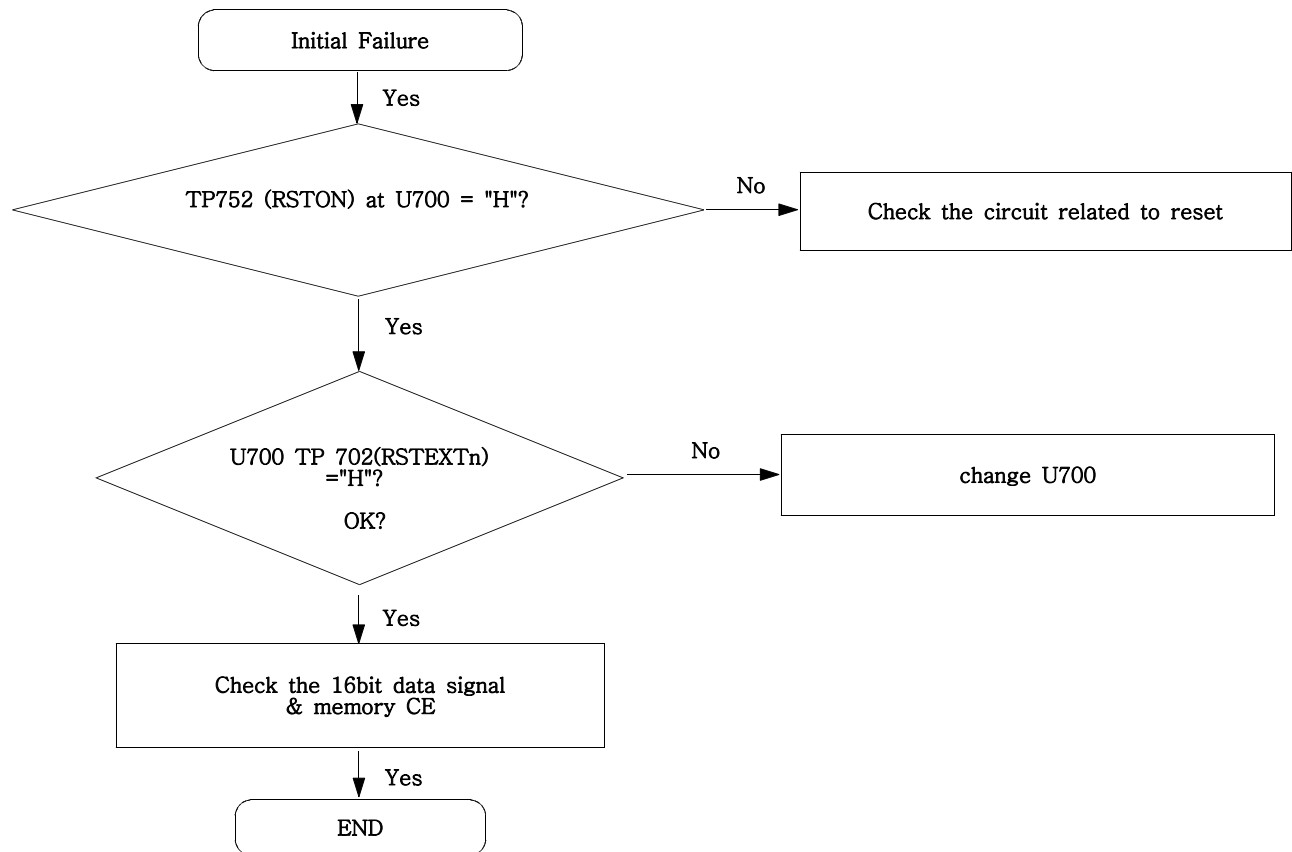 Initial Failure
Yes
TP752 (RSTON) at U700 = "H"?
No
Check the circuit related to reset
Yes
U700 TP 702(RSTEXTn)
="H"?
OK?
No
change U700
Yes
Check the 16bit data signal
& memory CE
Yes
END